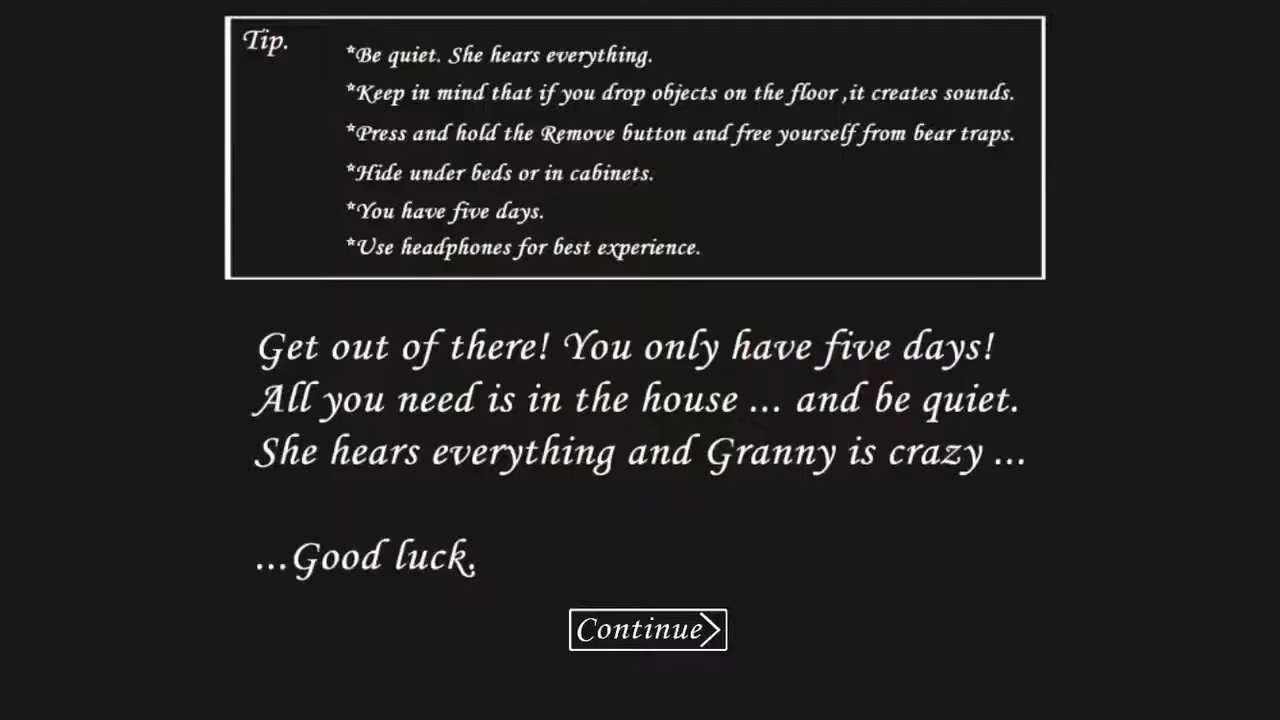 Tip.
*Be quiet. She hears everything.
*Keep in mind that if you drop objects on the floor ,it creates sounds.
*Press and hold the Remove button and free yourself from bear traps.
*Hide under beds or in cabinets.
*You have five days.
*Use headphones for best experience.
Get out of there! You only have five days!
All you need is in the house ... and be quiet.
She hears everything and Granny is crazy ...
...Good luck.
Continue